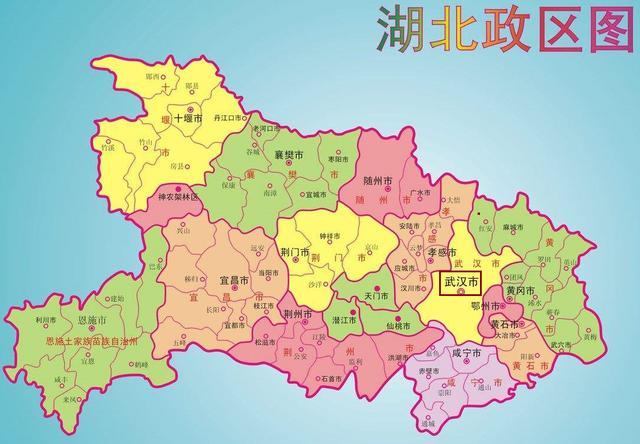 湖北政区图
郧西
郧县
十
十堰市
丹江口市
堰
竹溪
竹山
市
房县
老河口市
谷城
襄樊市
枣阳市
襄 樊 市
保康
南漳
宜城市
随州市
广水市
随 州 市
神农架林区
大悟
孝
安陆市
孝昌
感
云梦
孝感市
应城市
市
汉川市
红安
麻城市
黄
罗田
英山
冈
团风
黄冈市
浠水
市
蕲春
黄梅
武穴市
武 汉 市
武汉市
鄂州市
黄石市
大冶市
阳新
黄 石 市
兴山
远安
巴东
秭归
宜昌市
当阳市
宜 昌 市
长阳
枝江市
宜都市
五峰
钟祥市
荆门市
荆 门 市
京山
沙洋
天门市
潜江市
仙桃市
荆州市
松滋市
江陵
荆 州 市
公安
监利
石首市
洪湖市
嘉鱼
咸宁市
赤壁市
咸 宁 市
崇阳
通山
通城
利川市
恩施市
建始
恩施土家族苗族自治州
宣恩
鹤峰
咸丰
来凤